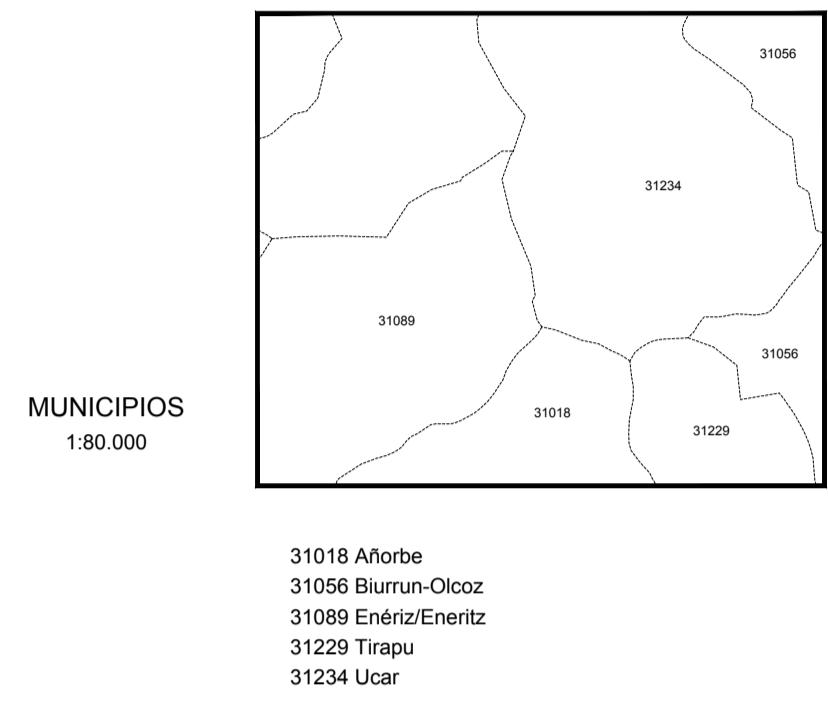 31056
31234
31089
31056
MUNICIPIOS
1:80.000
31018
31229
31018 Añorbe
31056 Biurrun-Olcoz
31089 Enériz/Eneritz
31229 Tirapu
31234 Ucar